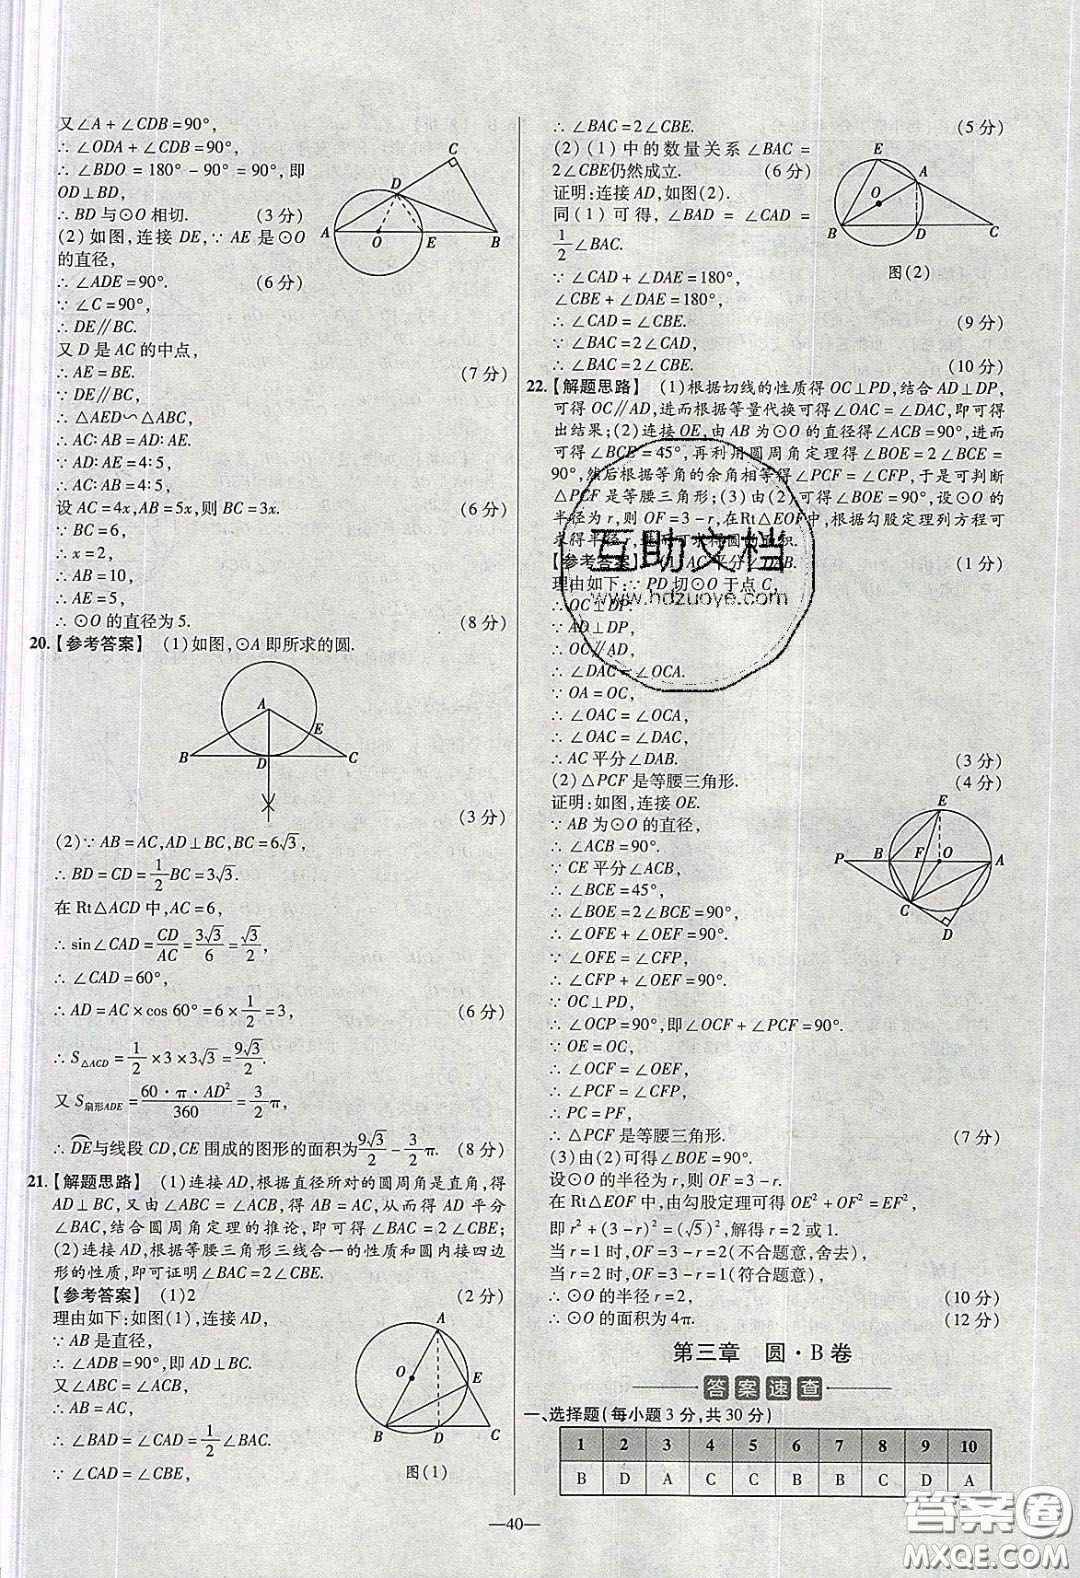 又∠A+∠CDB=90°,
∴∠ODA+∠CDB=90°,
∴∠BDO=180°-90°=90°,即
OD⊥BD,
∴BD与⊙O相切. (3分)
(2)如图,连接DE,∵AE是⊙O
的直径,
∴∠ADE=90°. (6分)
∵∠C=90°,
∴DE∥BC.
又D是AC的中点,
∴AE=BE. (7分)
∵DE∥BC,
∴△AED∽△ABC,
∴AC∶AB=AD∶AE.
∵AD∶AE=4∶5,
∴AC∶AB=4∶5,
设AC=4x,AB=5x,则BC=3x. (6分)
∵BC=6,
∴x=2,
∴AB=10,
∴AE=5,
∴⊙O的直径为5. (8分)
A O E B D C
20.【参考答案】(1)如图,⊙A即所求的圆.
A B D C E
(3分)
(2)∵AB=AC,AD⊥BC,BC=6√3,
∴BD=CD=1/2BC=3√3.
在Rt△ACD中,AC=6,
∴sin∠CAD=CD/AC=3√3/6=√3/2,
∴∠CAD=60°,
∴AD=AC×cos 60°=6×1/2=3, (6分)
∴S△ACD=1/2×3×3√3=9√3/2.
又S扇形ADE=60·π·AD²/360=3/2π,
∴DE与线段CD,CE围成的图形的面积为9√3/2-3/2π. (8分)
21.【解题思路】(1)连接AD,根据直径所对的圆周角是直角,得
AD⊥BC,又由∠ABC=∠ACB,得AB=AC,从而得AD平分
∠BAC,结合圆周角定理的推论,即可得∠BAC=2∠CBE;
(2)连接AD,根据等腰三角形三线合一的性质和圆内接四边
形的性质,即可证明∠BAC=2∠CBE.
【参考答案】(1)2 (2分)
理由如下:如图(1),连接AD,
∵AB是直径,
∴∠ADB=90°,即AD⊥BC.
又∠ABC=∠ACB,
∴AB=AC,
∴∠BAD=∠CAD=1/2∠BAC.
∵∠CAD=∠CBE,
A O E B D C
图(1)
∴∠BAC=2∠CBE. (5分)
(2)(1)中的数量关系∠BAC=
2∠CBE仍然成立. (6分)
证明:连接AD,如图(2).
同(1)可得,∠BAD=∠CAD=
1/2∠BAC.
∵∠CAD+∠DAE=180°,
∠CBE+∠DAE=180°,
∴∠CAD=∠CBE. (9分)
∵∠BAC=2∠CAD,
∴∠BAC=2∠CBE. (10分)
E A O B D C
图(2)
22.【解题思路】(1)根据切线的性质得OC⊥PD,结合AD⊥DP,
可得OC∥AD,进而根据等量代换可得∠OAC=∠DAC,即可得
出结果;(2)连接OE,由AB为⊙O的直径得∠ACB=90°,进而
可得∠BCE=45°,再利用圆周角定理得∠BOE=2∠BCE=
90°,然后根据等角的余角相等得∠PCF=∠CFP,于是可判断
△PCF是等腰三角形;(3)由(2)可得∠BOE=90°,设⊙O的
半径为r,则OF=3-r,在Rt△EOF中,根据勾股定理列方程可
求得半径r,进而可求得圆的面积.
【参考答案】(1)AC平分∠DAB. (1分)
理由如下:∵PD切⊙O于点C,
∴OC⊥DP.
∵AD⊥DP,
∴OC∥AD,
∴∠DAC=∠OCA.
∵OA=OC,
∴∠OAC=∠OCA,
∴∠OAC=∠DAC,
∴AC平分∠DAB. (3分)
(2)△PCF是等腰三角形. (4分)
证明:如图,连接OE.
∵AB为⊙O的直径,
∴∠ACB=90°.
∵CE平分∠ACB,
∴∠BCE=45°,
∴∠BOE=2∠BCE=90°,
∴∠OFE+∠OEF=90°.
∵∠OFE=∠CFP,
∴∠CFP+∠OEF=90°.
∵OC⊥PD,
∴∠OCP=90°,即∠OCF+∠PCF=90°.
∵OE=OC,
∴∠OCF=∠OEF,
∴∠PCF=∠CFP,
∴PC=PF,
∴△PCF是等腰三角形. (7分)
(3)由(2)可知∠BOE=90°.
设⊙O的半径为r,则OF=3-r.
在Rt△EOF中,由勾股定理可得OE²+OF²=EF²,
即r²+(3-r)²=(√5)²,解得r=2或1.
当r=1时,OF=3-r=2(不合题意,舍去);
当r=2时,OF=3-r=1(符合题意),
∴⊙O的半径r=2, (10分)
∴⊙O的面积为4π. (12分)
E P B F O A C D
第三章 圆·B卷
答案速查
一、选择题(每小题3分,共30分)
1 2 3 4 5 6 7 8 9 10
B D A C C B B C D A
—40—
互助文档
www.hdzuoye.com
答案圈
MXQE.COM